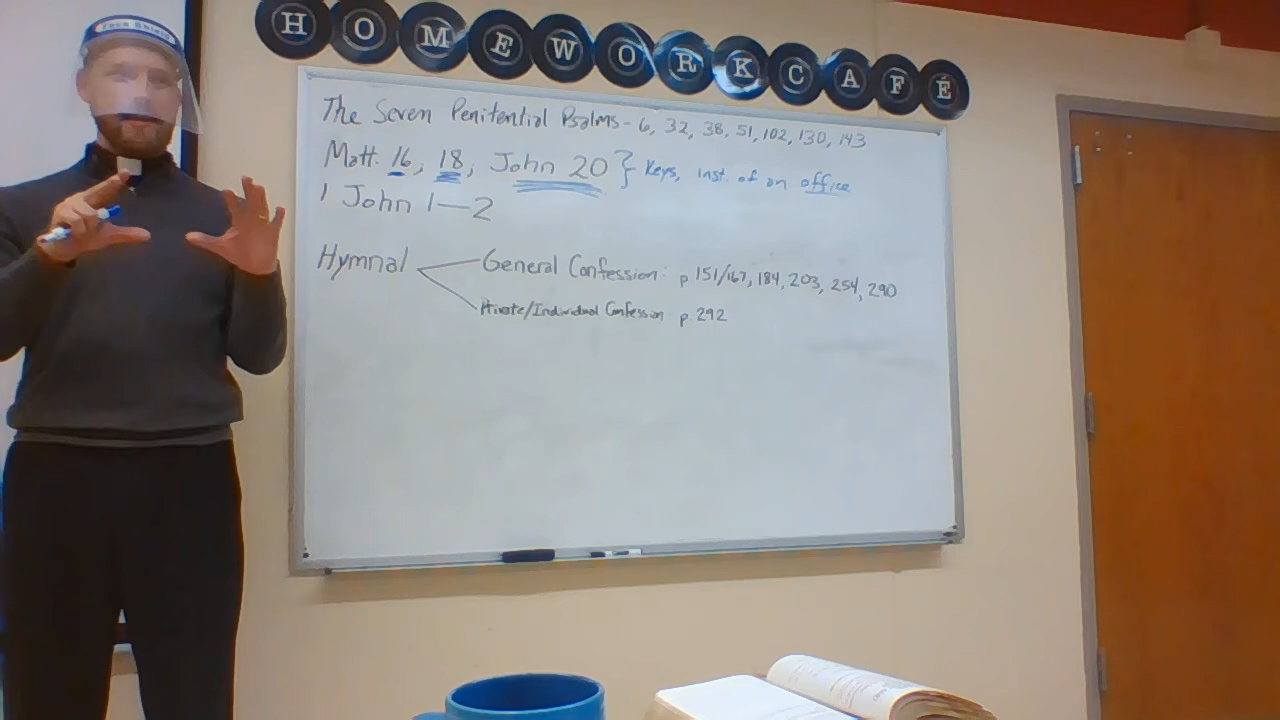 HOMEWORKCAFÉ
Face Shield
The Seven Penitential Psalms - 6, 32, 38, 51, 102, 130, 143
Matt. 16, 18, John 20 } Keys, inst. of an office
1 John 1—2
Hymnal
General Confession: p 151/167, 184, 203, 254, 290
Private/Individual Confession p. 292